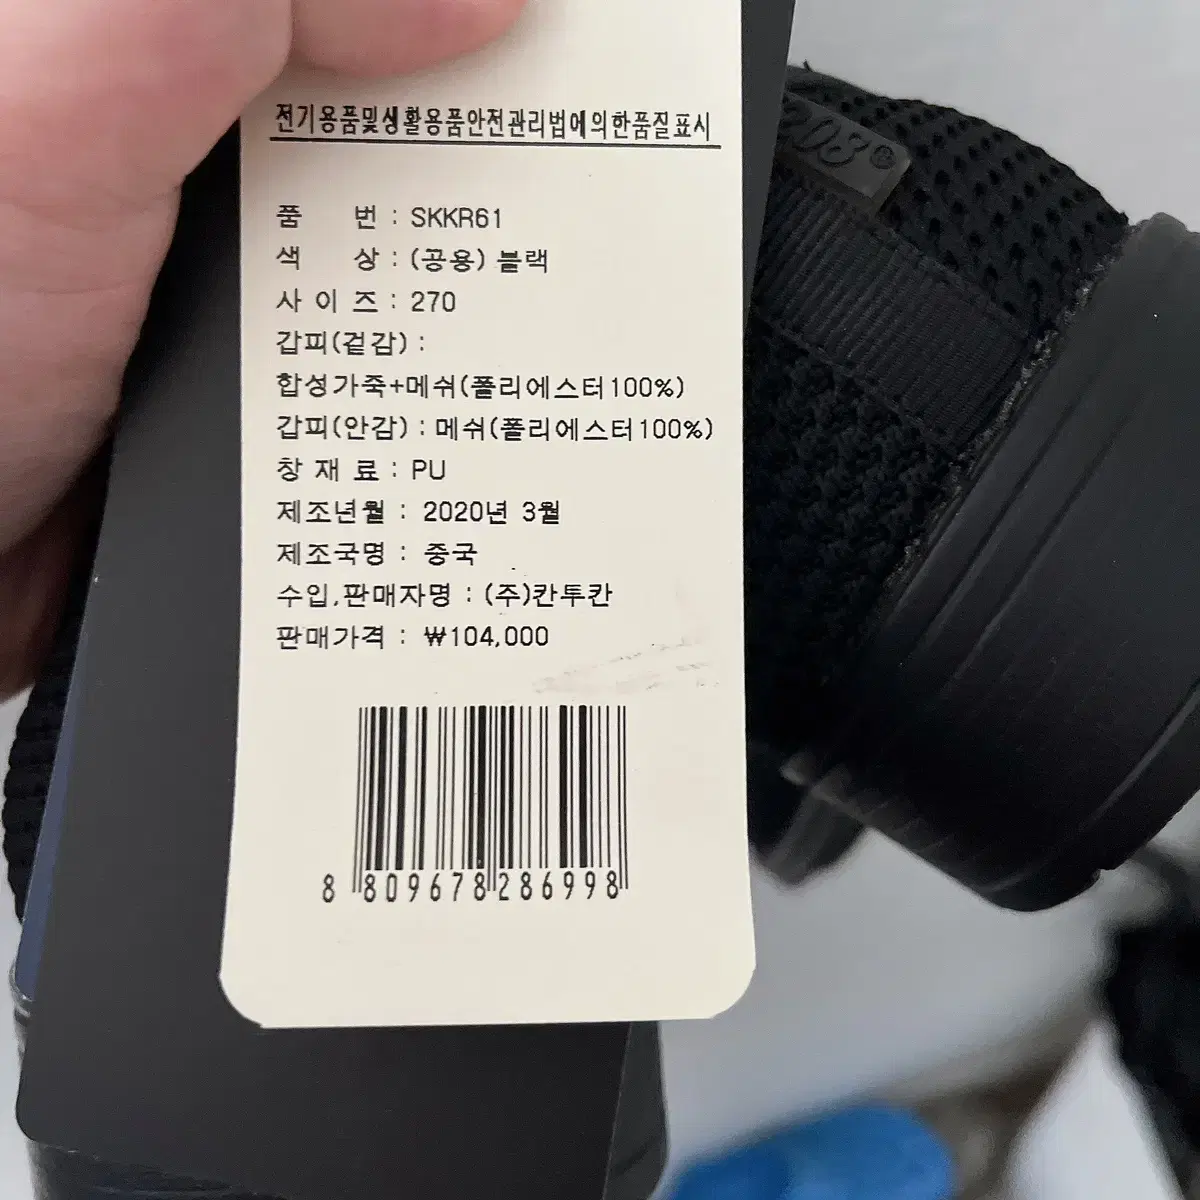 전기용품및생활용품안전관리법에의한품질표시
품 번 : SKKR61
색 상 : (공용) 블랙
사 이 즈 : 270
갑피(겉감) :
합성가죽+메쉬(폴리에스터100%)
갑피(안감) : 메쉬(폴리에스터100%)
창 재 료 : PU
제조년월 : 2020년 3월
제조국명 : 중국
수입,판매자명 : (주)칸투칸
판매가격 : ₩104,000
8 809678 286998